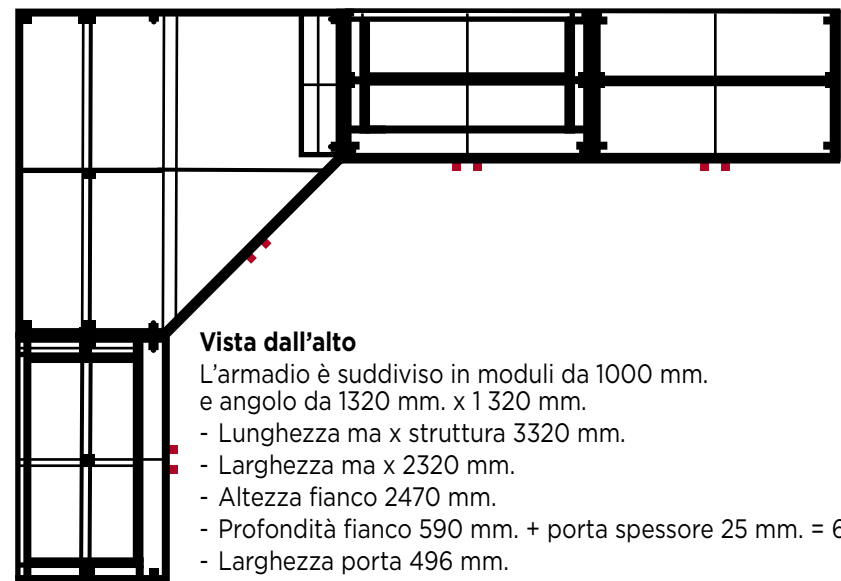 Vista dall'alto
L'armadio è suddiviso in moduli da 1000 mm.
e angolo da 1320 mm. x 1 320 mm.
- Lunghezza ma x struttura 3320 mm.
- Larghezza ma x 2320 mm.
- Altezza fianco 2470 mm.
- Profondità fianco 590 mm. + porta spessore 25 mm. = 6
- Larghezza porta 496 mm.